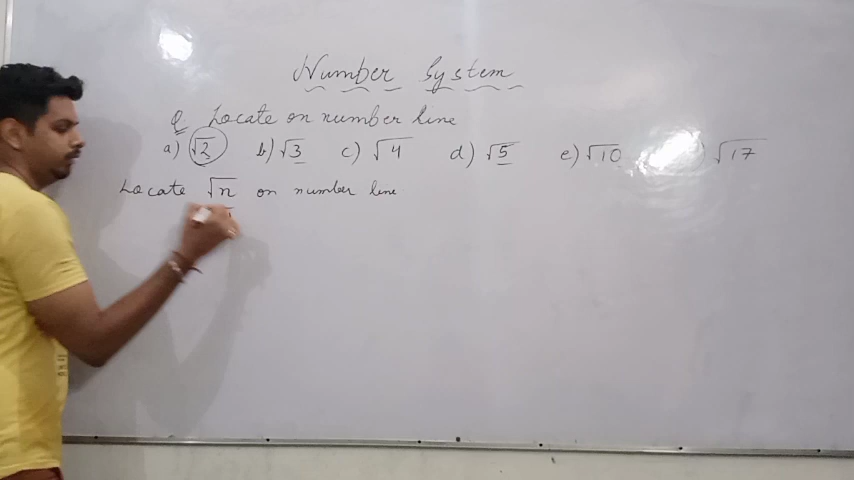 Number System
Q. Locate on number line
a) √2 b) √3 c) √4 d) √5 e) √10 ) √17
Locate √n on number line